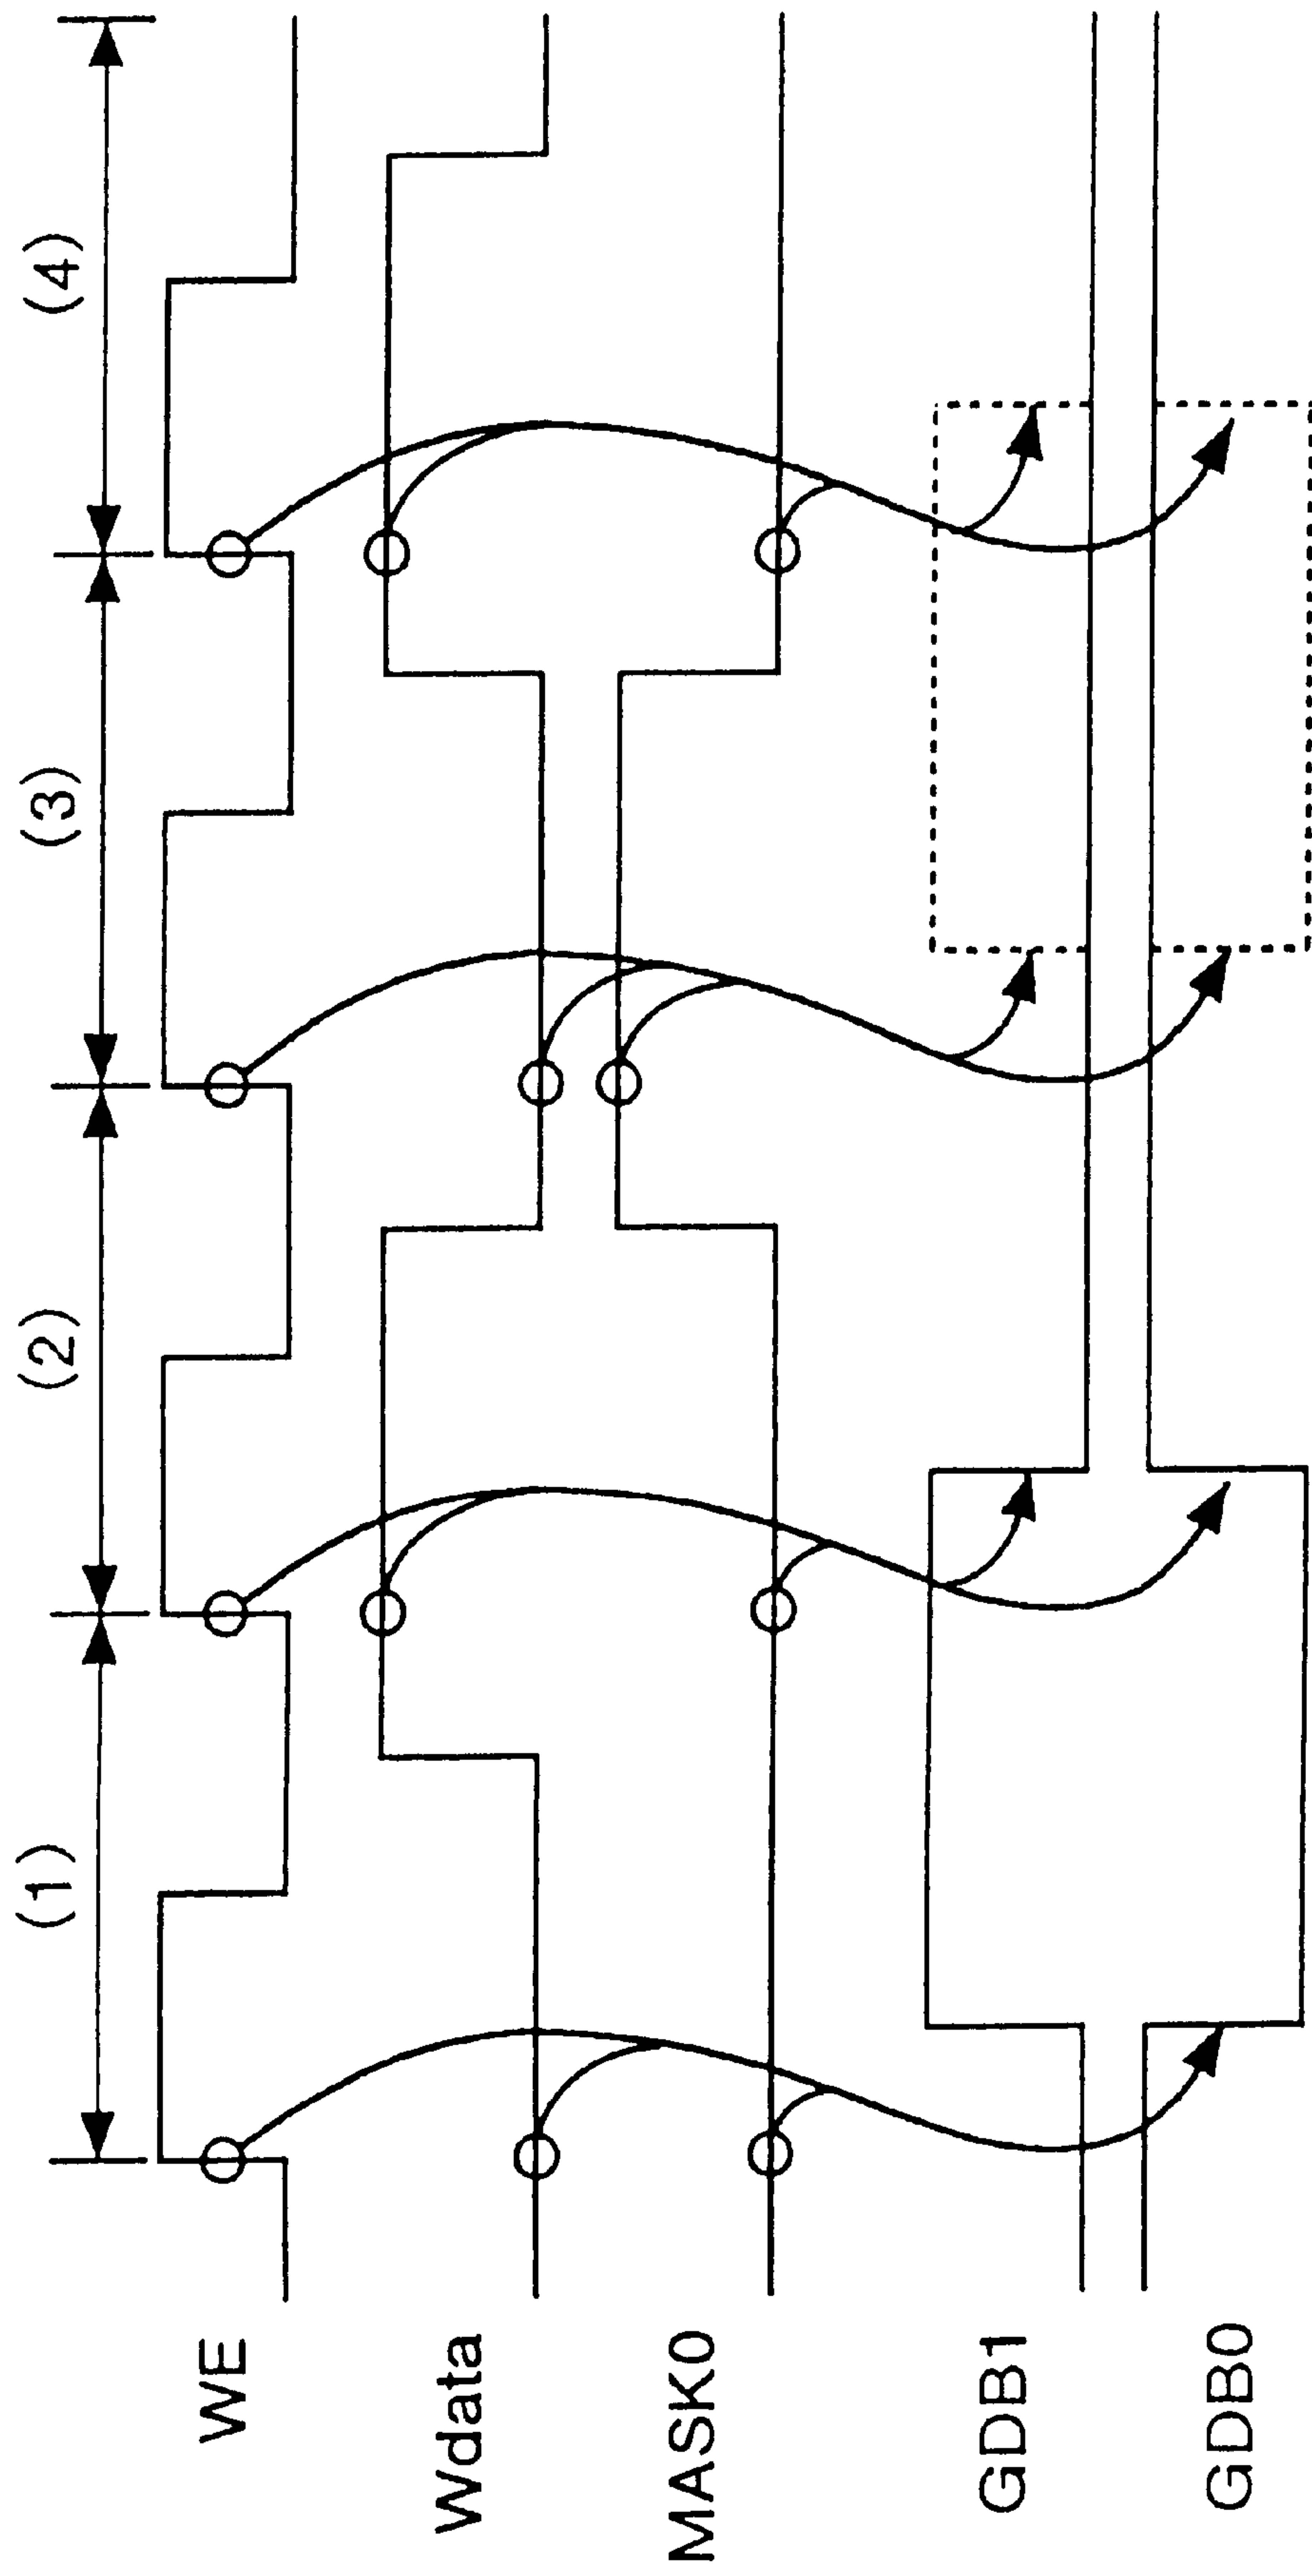 (1) (2) (3) (4)
WE
Wdata
MASK0
GDB1
GDB0